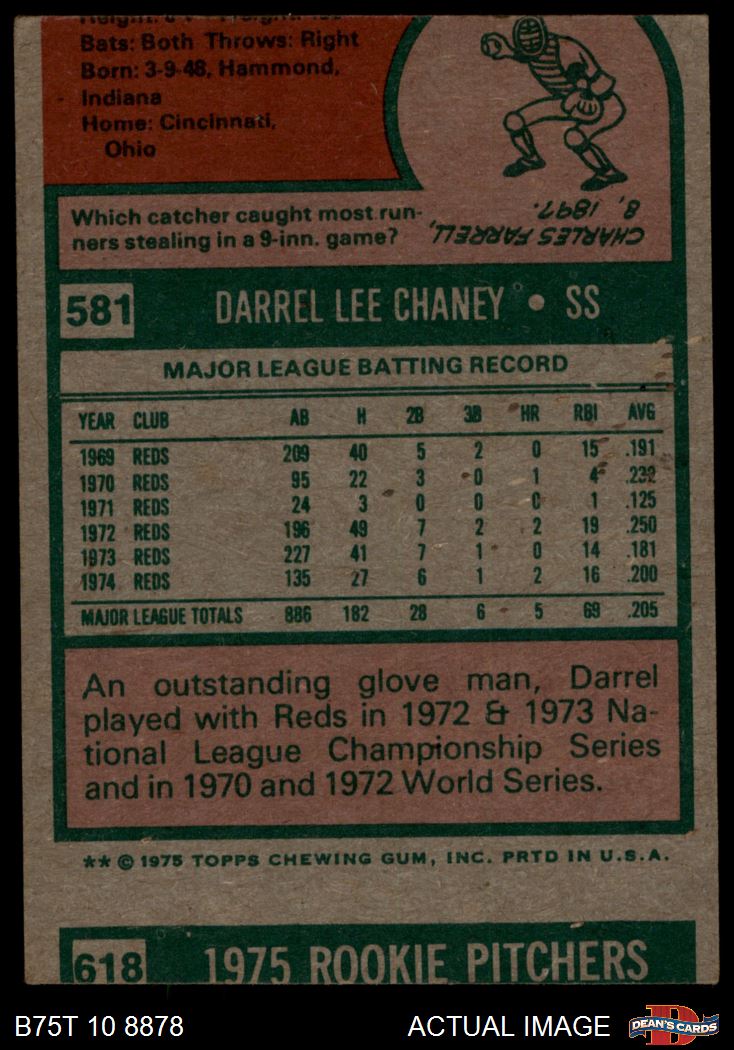 Bats: Both Throws: Right
Born: 3-9-48, Hammond,
Indiana
Home: Cincinnati,
Ohio
Which catcher caught most run-
ners stealing in a 9-inn. game?
CHARLES FARRELL,
8, 1897.
581 DARREL LEE CHANEY • SS
MAJOR LEAGUE BATTING RECORD
YEAR CLUB AB H 2B 3B HR RBI AVG
1969 REDS 209 40 5 2 0 15 .191
1970 REDS 95 22 3 0 1 4 .232
1971 REDS 24 3 0 0 0 1 .125
1972 REDS 196 49 7 2 2 19 .250
1973 REDS 227 41 7 1 0 14 .181
1974 REDS 135 27 6 1 2 16 .200
MAJOR LEAGUE TOTALS 886 182 28 6 5 69 .205
An outstanding glove man, Darrel
played with Reds in 1972 & 1973 Na-
tional League Championship Series
and in 1970 and 1972 World Series.
** © 1975 TOPPS CHEWING GUM, INC. PRTD IN U.S.A.
618 1975 ROOKIE PITCHERS
B75T 10 8878 ACTUAL IMAGE DEAN'S CARDS